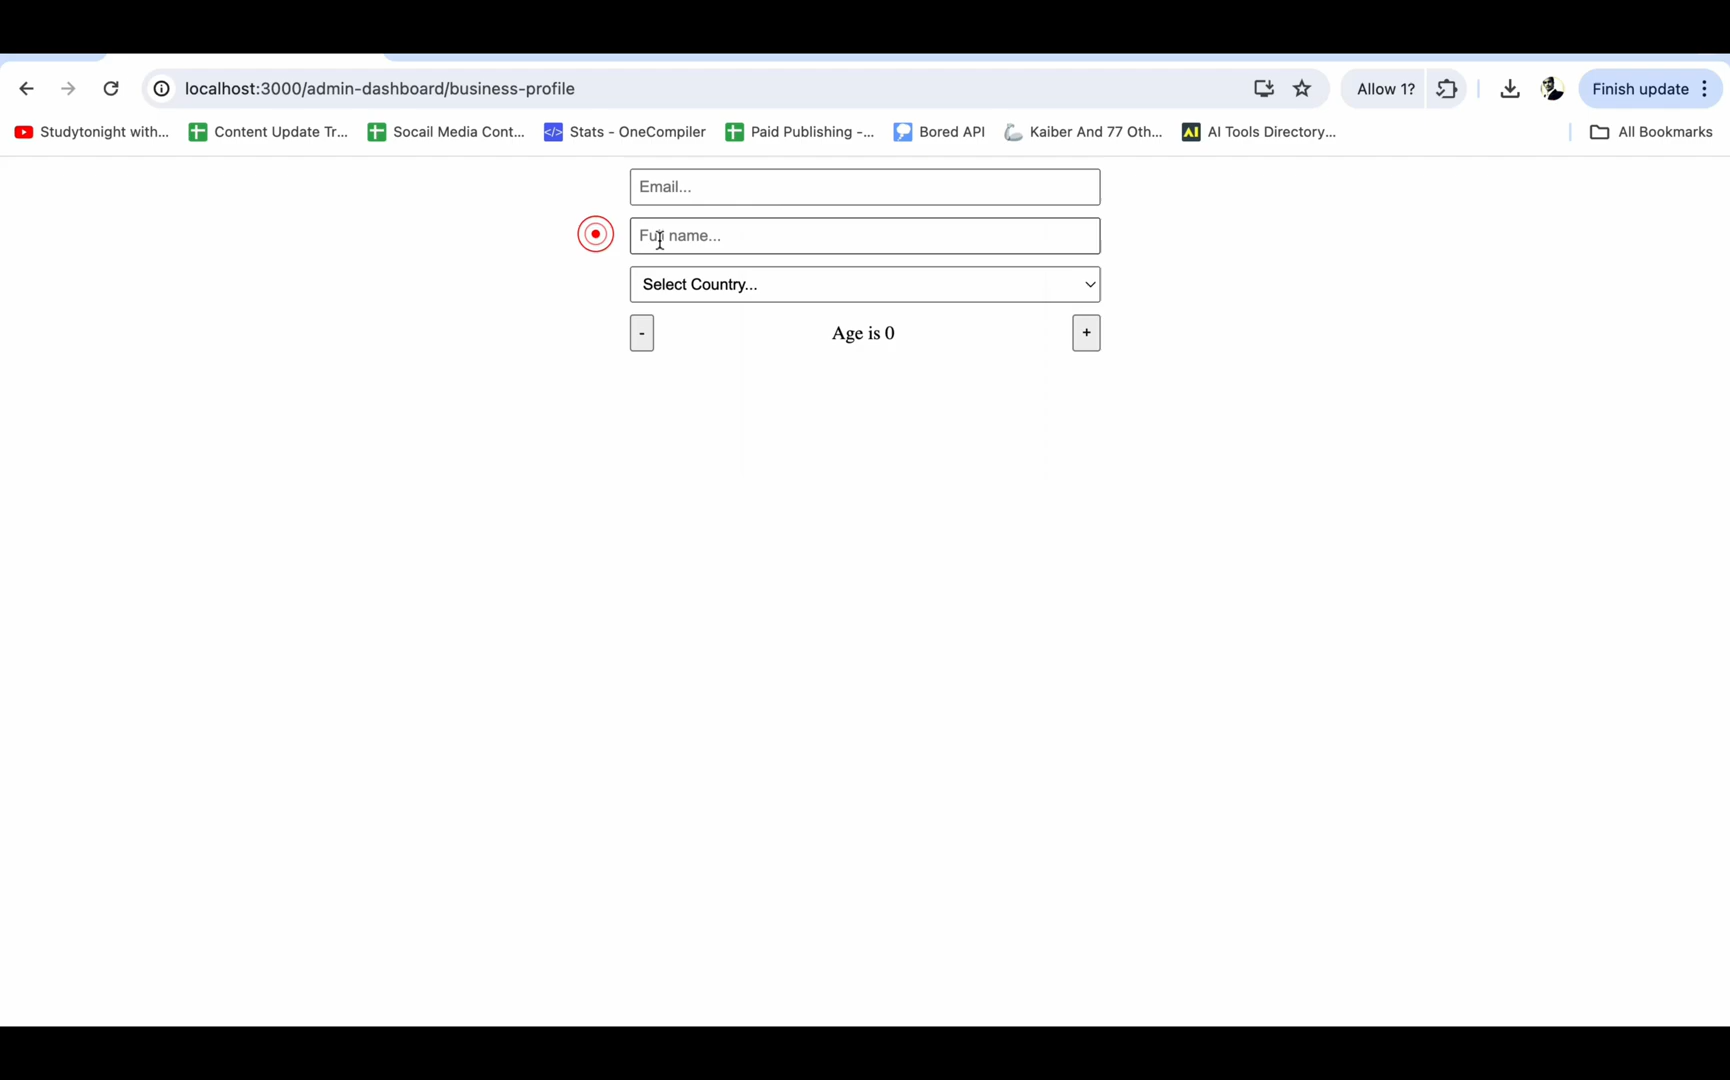 localhost:3000/admin-dashboard/business-profile
Allow 1?
Finish update
Studytonight with...
Content Update Tr...
Socail Media Cont...
Stats - OneCompiler
Paid Publishing -...
Bored API
Kaiber And 77 Oth...
AI AI Tools Directory...
All Bookmarks
Email...
Full name...
Select Country...
- Age is 0 +